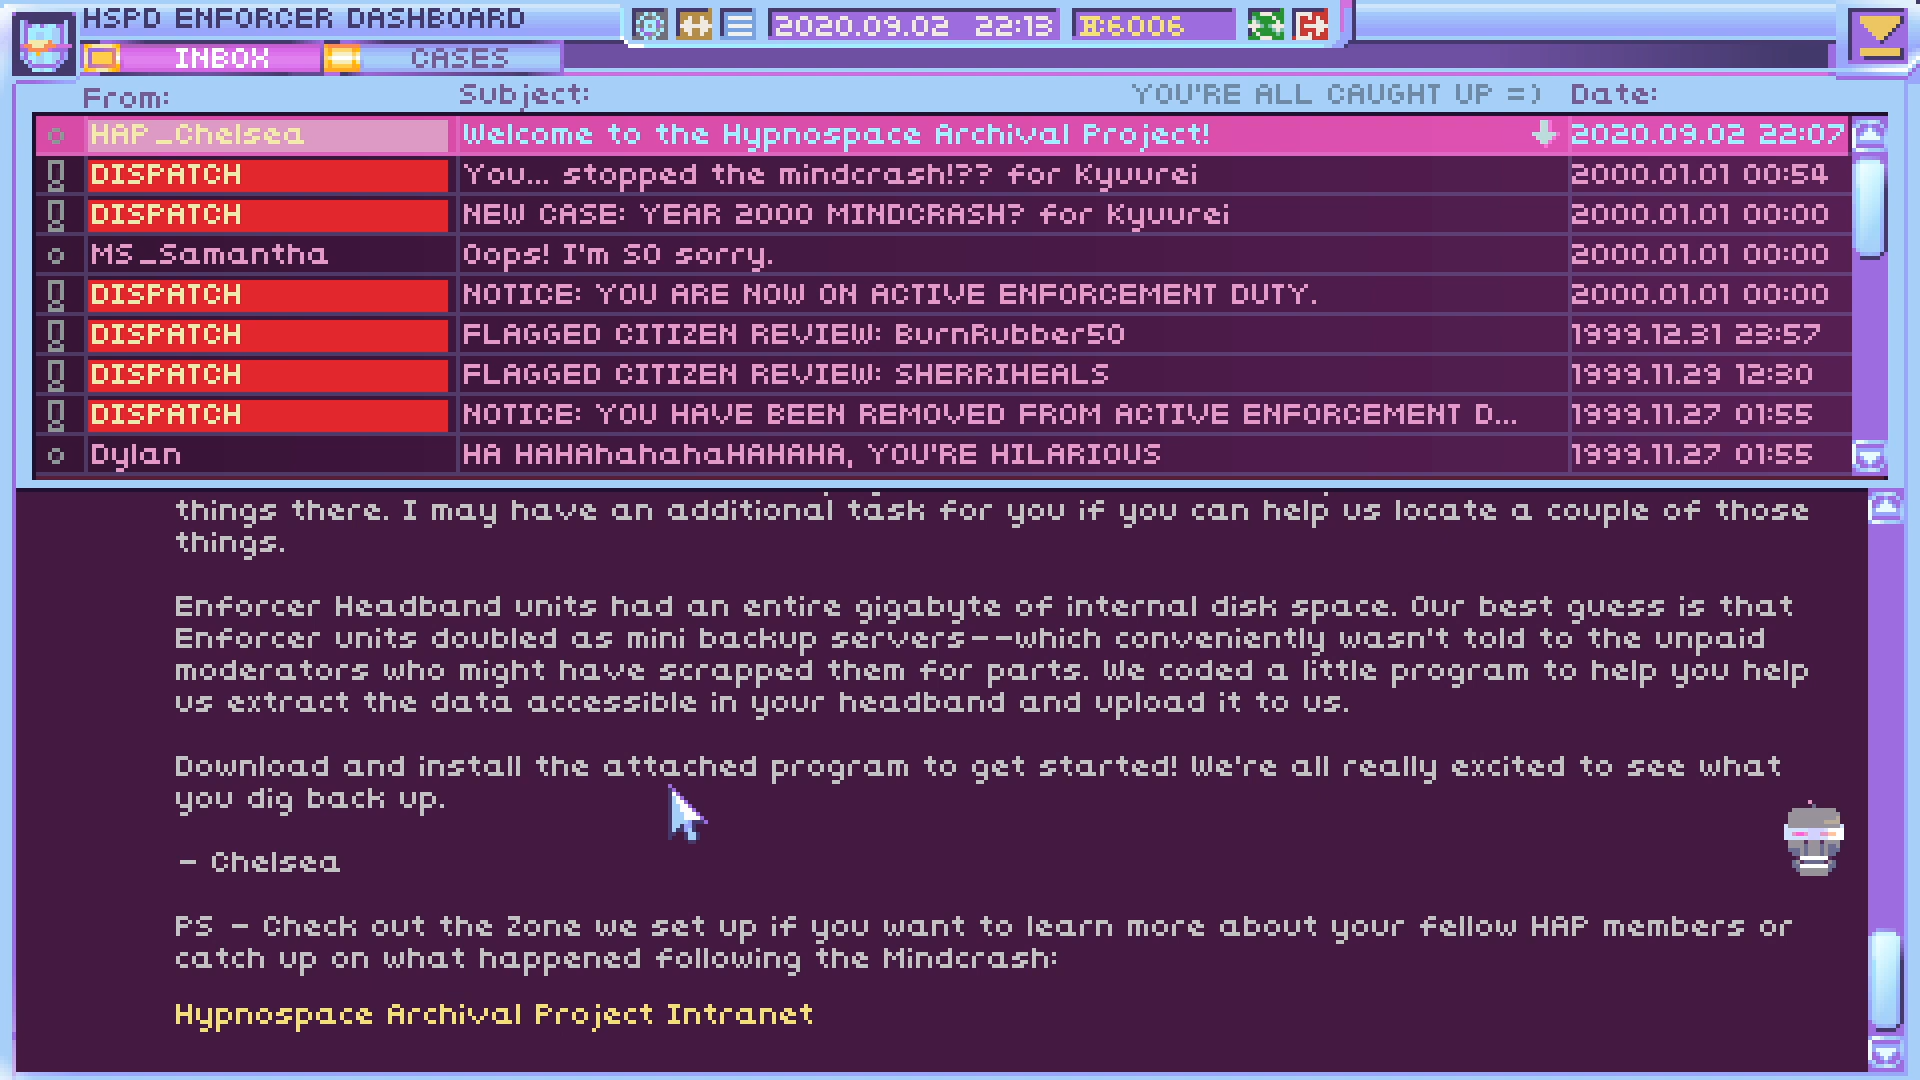 HSPD ENFORCER DASHBOARD
2020.09.02 22:13
6006
INBOX
CASES
From:
Subject:
YOU'RE ALL CAUGHT UP =)
Date:
HAP_Chelsea Welcome to the Hypnospace Archival Project! 2020.09.02 22:07
DISPATCH You... stopped the mindcrash!?? for Kyuurei 2000.01.01 00:54
DISPATCH NEW CASE: YEAR 2000 MINDCRASH? for Kyuurei 2000.01.01 00:00
MS_Samantha Oops! I'm SO sorry. 2000.01.01 00:00
DISPATCH NOTICE: YOU ARE NOW ON ACTIVE ENFORCEMENT DUTY. 2000.01.01 00:00
DISPATCH FLAGGED CITIZEN REVIEW: BurnRubber50 1999.12.31 23:57
DISPATCH FLAGGED CITIZEN REVIEW: SHERRIHEALS 1999.11.29 12:30
DISPATCH NOTICE: YOU HAVE BEEN REMOVED FROM ACTIVE ENFORCEMENT D... 1999.11.27 01:55
Dylan HA HAHAhahahaHAHAHA, YOU'RE HILARIOUS 1999.11.27 01:55
things there. I may have an additional task for you if you can help us locate a couple of those
things.
Enforcer Headband units had an entire gigabyte of internal disk space. Our best guess is that
Enforcer units doubled as mini backup servers--which conveniently wasn't told to the unpaid
moderators who might have scrapped them for parts. We coded a little program to help you help
us extract the data accessible in your headband and upload it to us.
Download and install the attached program to get started! We're all really excited to see what
you dig back up.
- Chelsea
PS - Check out the Zone we set up if you want to learn more about your fellow HAP members or
catch up on what happened following the Mindcrash:
Hypnospace Archival Project Intranet